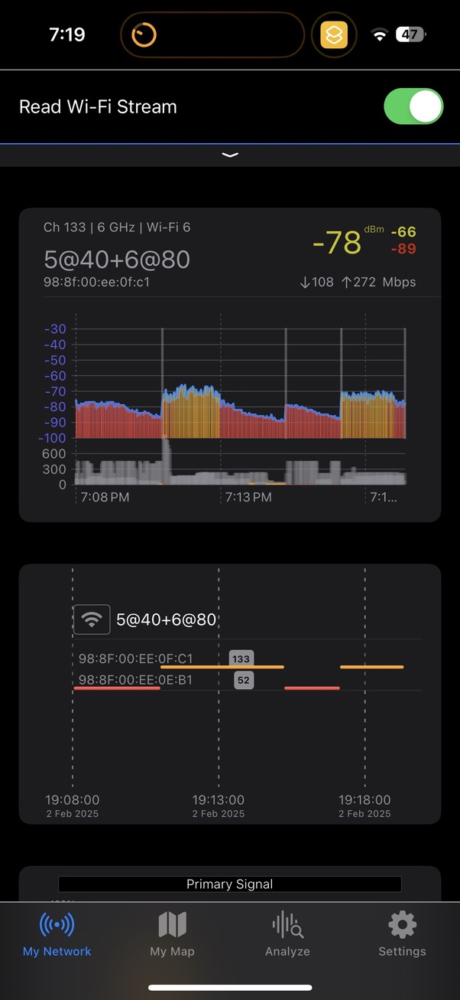 7:19
47
Read Wi-Fi Stream
Ch 133 | 6 GHz | Wi-Fi 6
-78 dBm -66
-89
5@40+6@80
98:8f:00:ee:0f:c1
↓108 ↑272 Mbps
-30
-40
-50
-60
-70
-80
-90
-100
600
300
0
7:08 PM 7:13 PM 7:1...
5@40+6@80
98:8F:00:EE:0F:C1 133
98:8F:00:EE:0E:B1 52
19:08:00 19:13:00 19:18:00
2 Feb 2025 2 Feb 2025 2 Feb 2025
Primary Signal
My Network My Map Analyze Settings